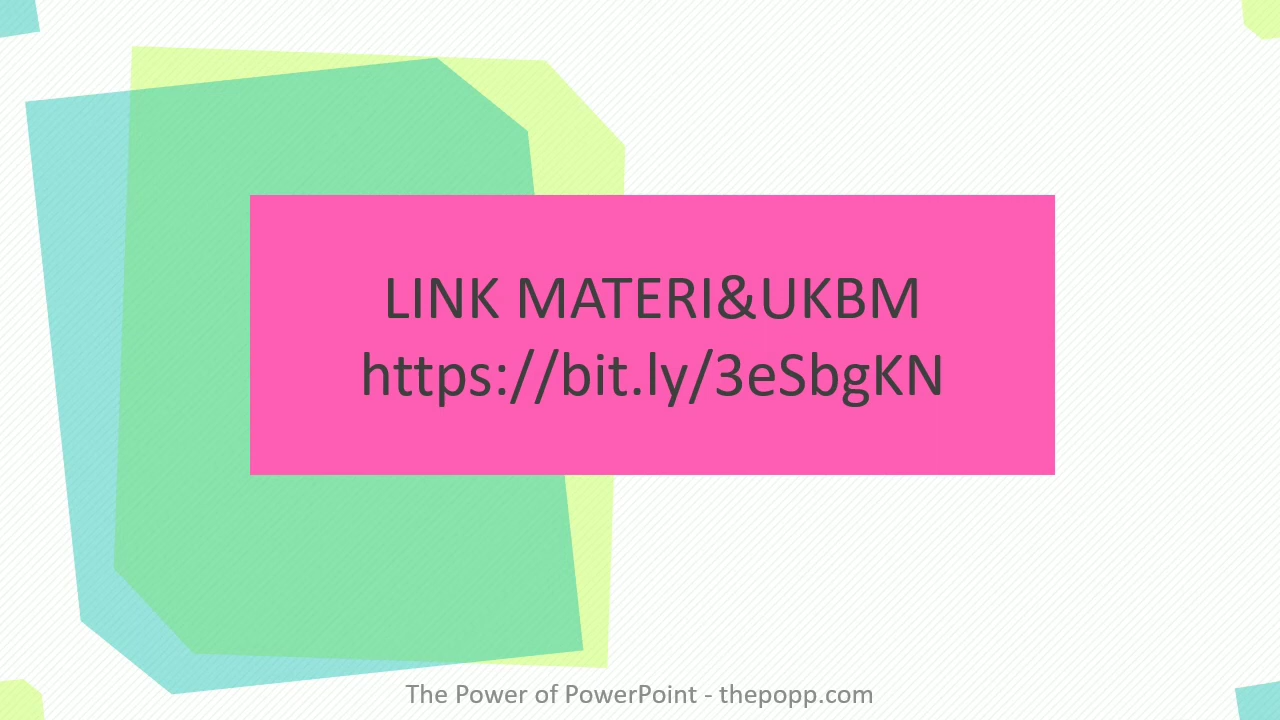 LINK MATERI&UKBM
https://bit.ly/3eSbgKN
The Power of PowerPoint - thepopp.com